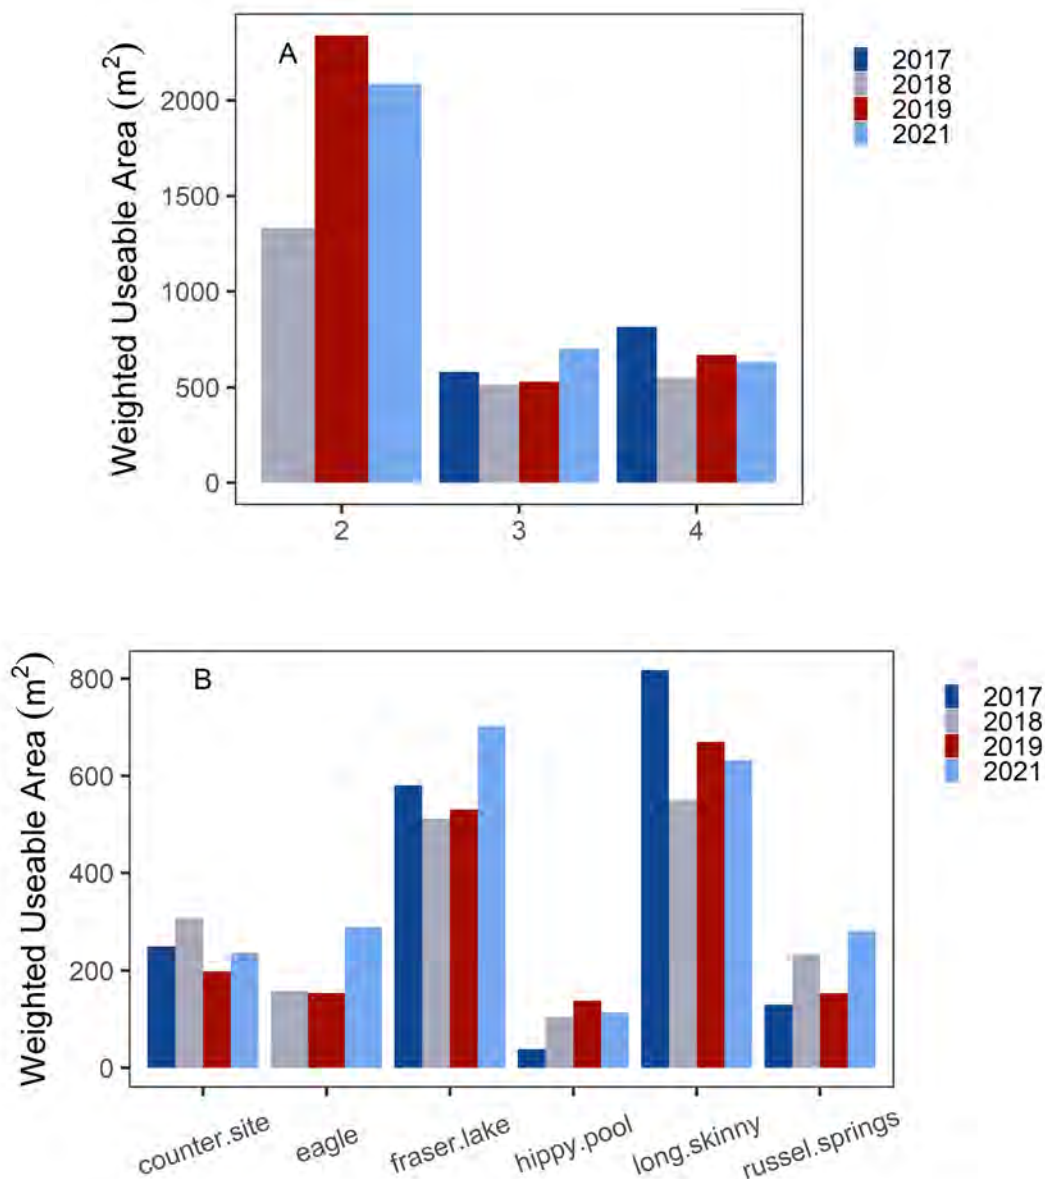 A
Weighted Useable Area (m²)
2000
1500
1000
500
0
2
3
4
2017
2018
2019
2021
B
Weighted Useable Area (m²)
800
600
400
200
0
counter.site
eagle
fraser.lake
hippy.pool
long.skinny
russel.springs
2017
2018
2019
2021